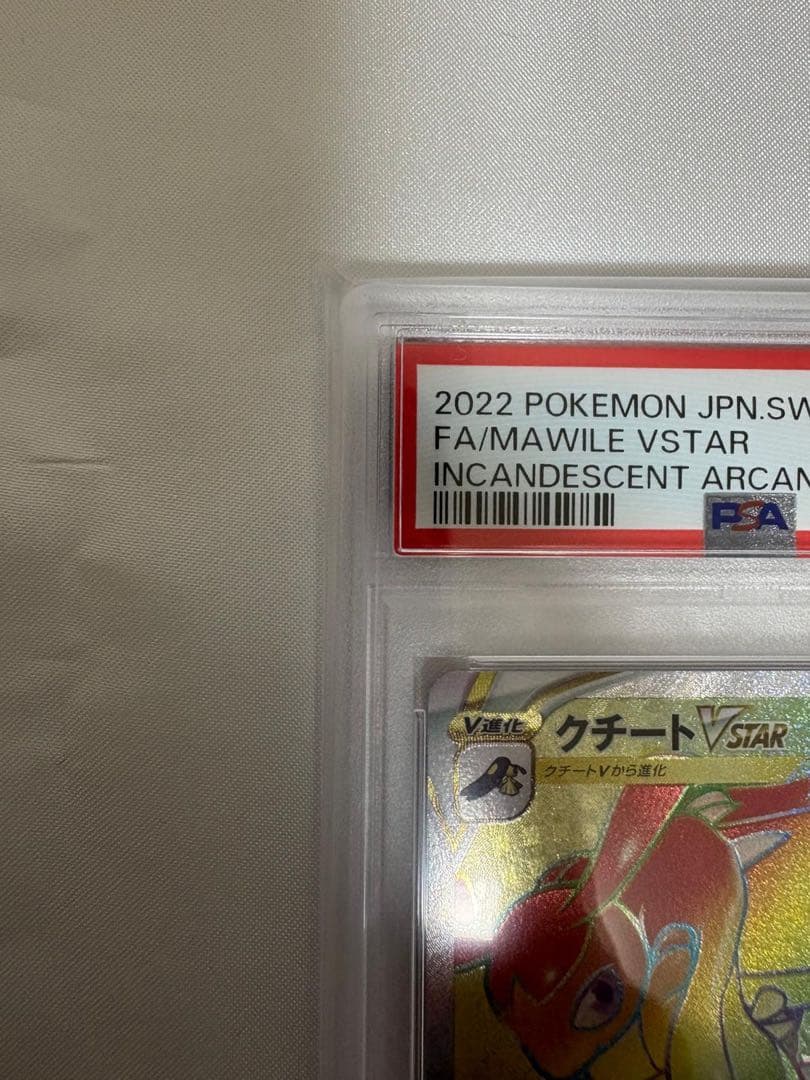 2022 POKEMON JPN.SW
FA/MAWILE VSTAR
INCANDESCENT ARCAN
PSA
V進化 クチートVSTAR
クチートVから進化